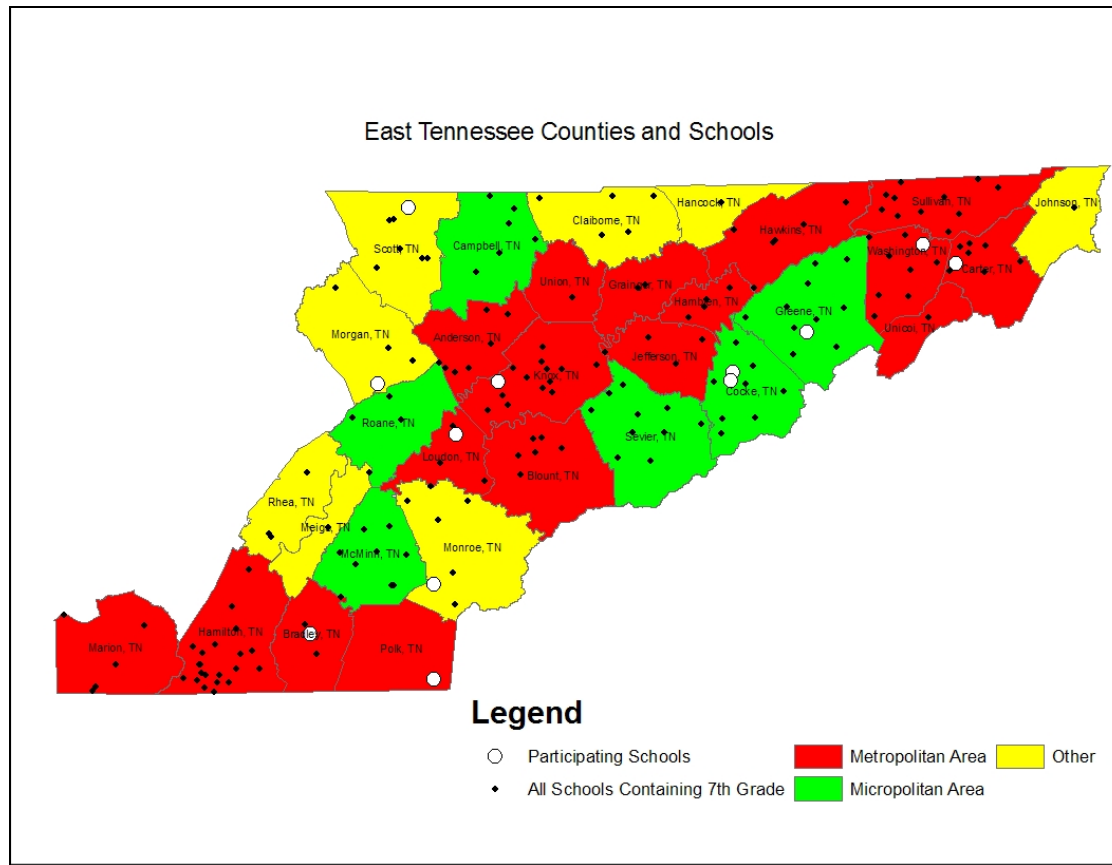 East Tennessee Counties and Schools
Hancock, TN
Sullivan, TN
Johnson, TN
Claiborne, TN
Scott, TN
Campbell, TN
Hawkins, TN
Washington, TN
Carter, TN
Union, TN
Grainger, TN
Hamblen, TN
Greene, TN
Unicoi, TN
Morgan, TN
Anderson, TN
Jefferson, TN
Knox, TN
Cocke, TN
Roane, TN
Sevier, TN
Loudon, TN
Blount, TN
Rhea, TN
Meigs, TN
McMinn, TN
Monroe, TN
Hamilton, TN
Bradley, TN
Marion, TN
Polk, TN
Legend
Participating Schools
Metropolitan Area
Other
All Schools Containing 7th Grade
Micropolitan Area